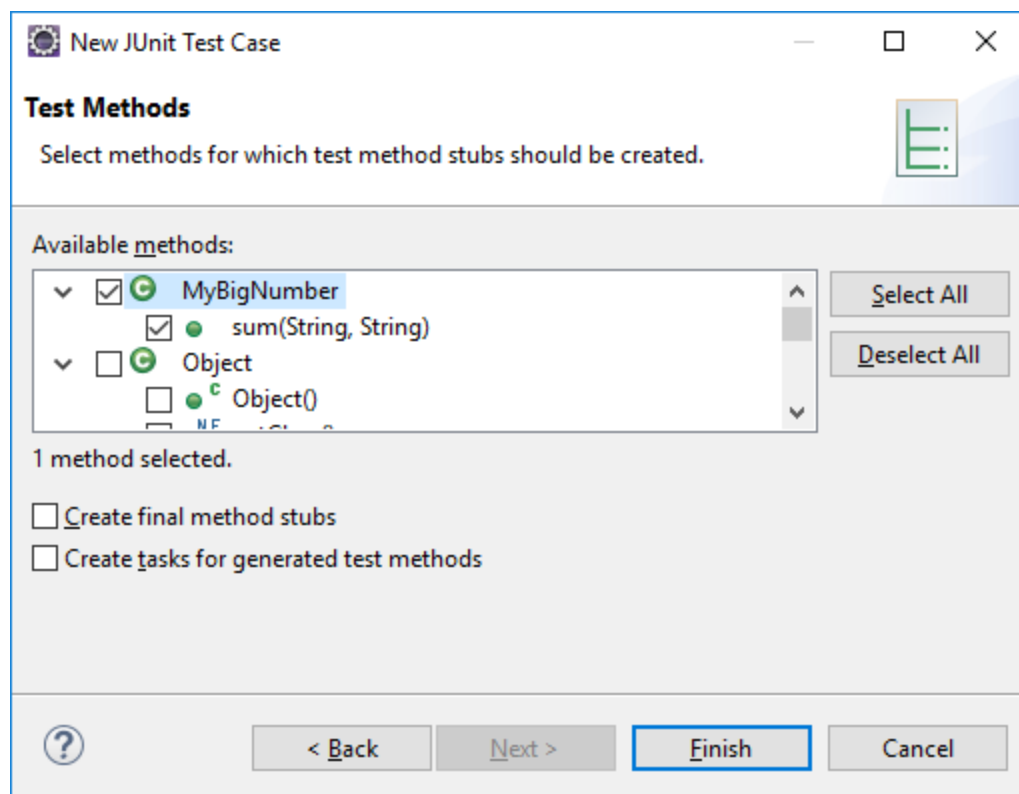 New JUnit Test Case
Test Methods
Select methods for which test method stubs should be created.
Available methods:
MyBigNumber
Select All
sum(String, String)
Object
Deselect All
Object()
1 method selected.
Create final method stubs
Create tasks for generated test methods
< Back
Next >
Finish
Cancel